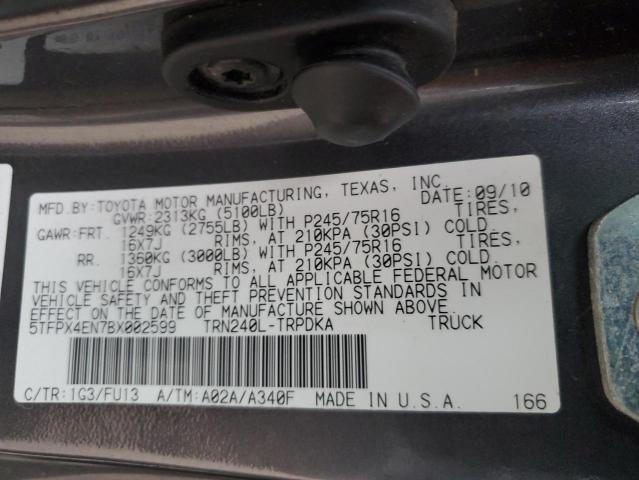 MFD.BY:TOYOTA MOTOR MANUFACTURING, TEXAS, INC.
GVWR:2313KG (5100LB) DATE:09/10
GAWR:FRT. 1249KG (2755LB) WITH P245/75R16 TIRES,
16X7J RIMS, AT 210KPA (30PSI) COLD.
RR. 1360KG (3000LB) WITH P245/75R16 TIRES,
16X7J RIMS, AT 210KPA (30PSI) COLD.
THIS VEHICLE CONFORMS TO ALL APPLICABLE FEDERAL MOTOR
VEHICLE SAFETY AND THEFT PREVENTION STANDARDS IN
EFFECT ON THE DATE OF MANUFACTURE SHOWN ABOVE.
5TFPX4EN7BX002599 TRN240L-TRPDKA TRUCK
C/TR:1G3/FU13 A/TM:A02A/A340F MADE IN U.S.A. 166